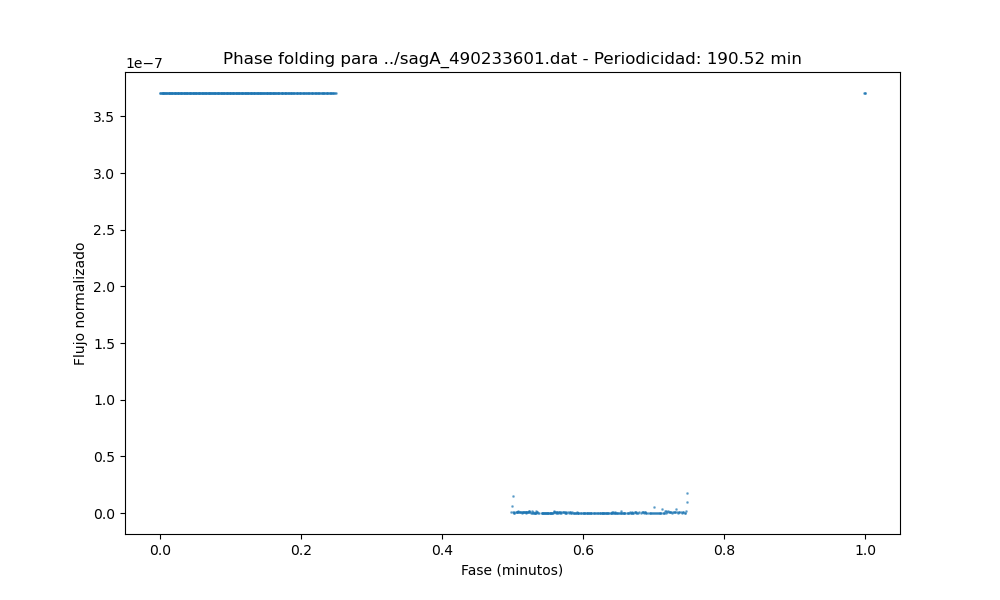 Phase folding para ../sagA_490233601.dat - Periodicidad: 190.52 min
1e−7
3.5
3.0
2.5
2.0
1.5
1.0
0.5
0.0
Flujo normalizado
0.0 0.2 0.4 0.6 0.8 1.0
Fase (minutos)